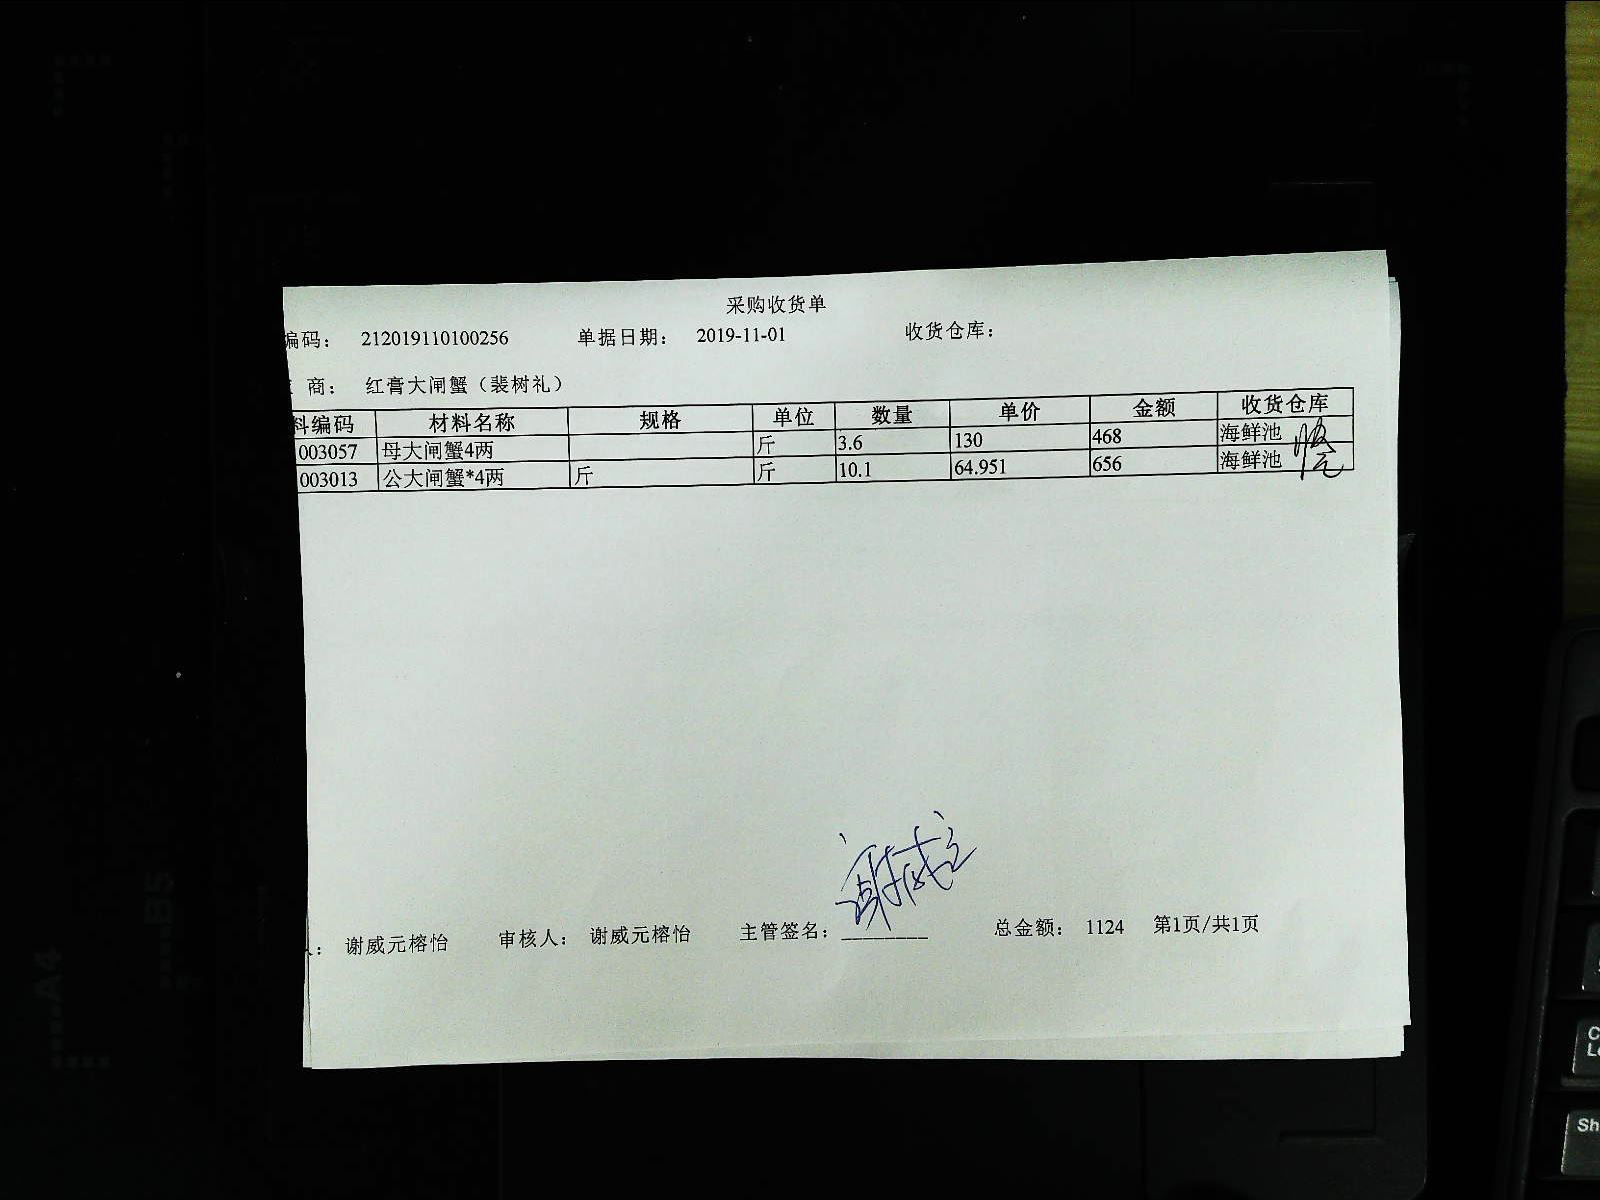 采购收货单
编码： 212019110100256 单据日期： 2019-11-01 收货仓库：
商： 红膏大闸蟹（裴树礼）
料编码 材料名称 规格 单位 数量 单价 金额 收货仓库
003057 母大闸蟹4两 斤 3.6 130 468 海鲜池
003013 公大闸蟹*4两 斤 斤 10.1 64.951 656 海鲜池
谢威
： 谢威元榕怡 审核人： 谢威元榕怡 主管签名：________ 总金额： 1124 第1页/共1页
A4
B5